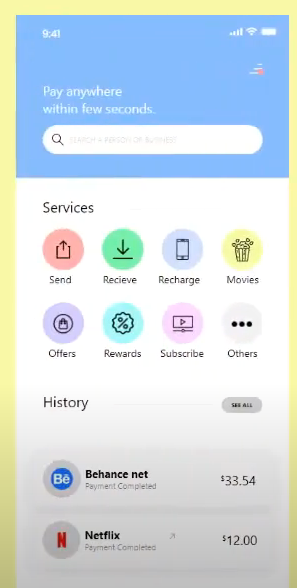 9:41
Pay anywhere
within few seconds.
SEARCH A PERSON OR BUSINESS
Services
Send Recieve Recharge Movies
Offers Rewards Subscribe Others
History SEE ALL
Bē Behance net $33.54
Payment Completed
N Netflix $12.00
Payment Completed